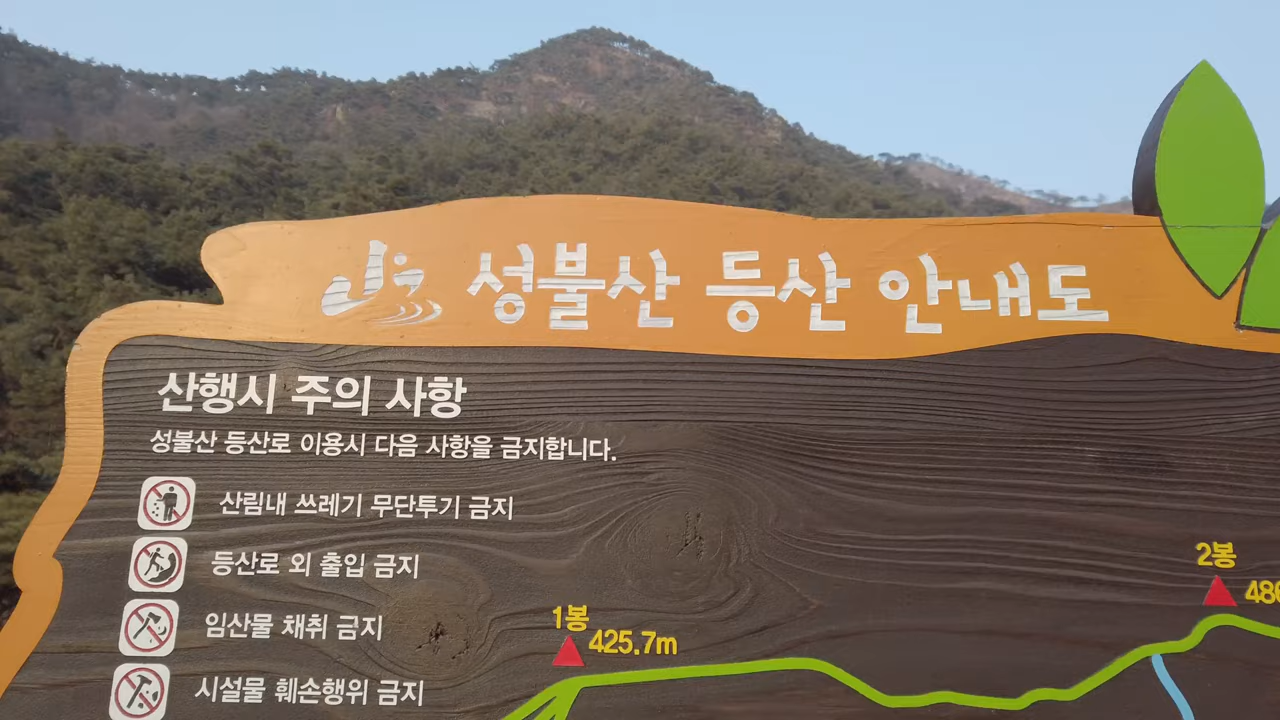 성불산 등산 안내도
산행시 주의 사항
성불산 등산로 이용시 다음 사항을 금지합니다.
산림내 쓰레기 무단투기 금지
등산로 외 출입 금지
임산물 채취 금지
시설물 훼손행위 금지
1봉
425.7m
2봉